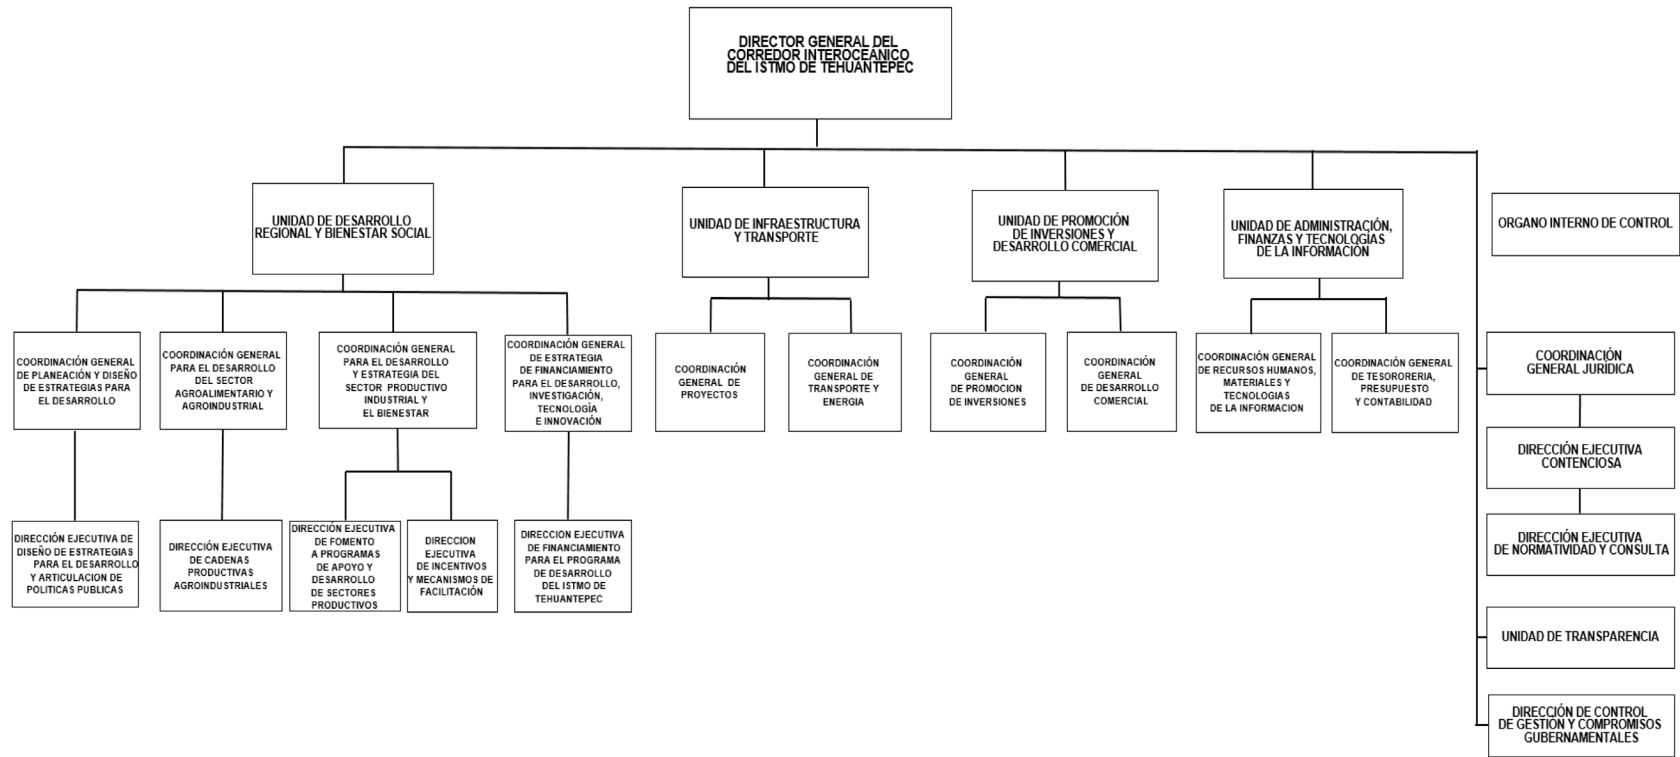 DIRECTOR GENERAL DEL
CORREDOR INTEROCEÁNICO
DEL ISTMO DE TEHUANTEPEC
UNIDAD DE DESARROLLO
REGIONAL Y BIENESTAR SOCIAL
UNIDAD DE INFRAESTRUCTURA
Y TRANSPORTE
UNIDAD DE PROMOCIÓN
DE INVERSIONES Y
DESARROLLO COMERCIAL
UNIDAD DE ADMINISTRACIÓN,
FINANZAS Y TECNOLOGÍAS
DE LA INFORMACIÓN
ORGANO INTERNO DE CONTROL
COORDINACIÓN GENERAL
DE PLANEACIÓN Y DISEÑO
DE ESTRATEGIAS PARA
EL DESARROLLO
COORDINACIÓN GENERAL
PARA EL DESARROLLO
DEL SECTOR
AGROALIMENTARIO Y
AGROINDUSTRIAL
COORDINACIÓN GENERAL
PARA EL DESARROLLO
Y ESTRATEGIA DEL
SECTOR PRODUCTIVO
INDUSTRIAL Y
EL BIENESTAR
COORDINACIÓN GENERAL
DE ESTRATEGIA
DE FINANCIAMIENTO
PARA EL DESARROLLO,
INVESTIGACIÓN,
TECNOLOGÍA
E INNOVACIÓN
COORDINACIÓN
GENERAL DE
PROYECTOS
COORDINACIÓN
GENERAL DE
TRANSPORTE Y
ENERGIA
COORDINACIÓN
GENERAL
DE PROMOCION
DE INVERSIONES
COORDINACIÓN
GENERAL
DE DESARROLLO
COMERCIAL
COORDINACIÓN GENERAL
DE RECURSOS HUMANOS,
MATERIALES Y
TECNOLOGIAS
DE LA INFORMACION
COORDINACIÓN GENERAL
DE TESORORERIA,
PRESUPUESTO
Y CONTABILIDAD
COORDINACIÓN
GENERAL JURÍDICA
DIRECCIÓN EJECUTIVA
CONTENCIOSA
DIRECCIÓN EJECUTIVA
DE NORMATIVIDAD Y CONSULTA
DIRECCIÓN EJECUTIVA DE
DISEÑO DE ESTRATEGIAS
PARA EL DESARROLLO
Y ARTICULACION DE
POLITICAS PUBLICAS
DIRECCIÓN EJECUTIVA
DE CADENAS
PRODUCTIVAS
AGROINDUSTRIALES
DIRECCIÓN EJECUTIVA
DE FOMENTO
A PROGRAMAS
DE APOYO Y
DESARROLLO
DE SECTORES
PRODUCTIVOS
DIRECCION
EJECUTIVA
DE INCENTIVOS
Y MECANISMOS DE
FACILITACIÓN
DIRECCION EJECUTIVA
DE FINANCIAMIENTO
PARA EL PROGRAMA
DE DESARROLLO
DEL ISTMO DE
TEHUANTEPEC
UNIDAD DE TRANSPARENCIA
DIRECCIÓN DE CONTROL
DE GESTIÓN Y COMPROMISOS
GUBERNAMENTALES